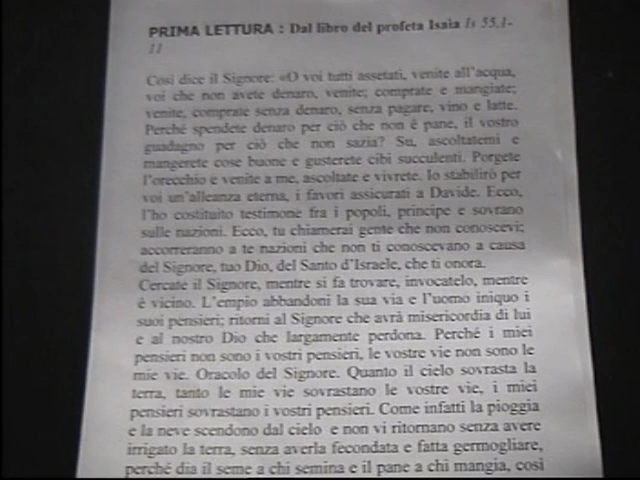 PRIMA LETTURA : Dal libro del profeta Isaia Is 55,1-
11
Così dice il Signore: «O voi tutti assetati, venite all'acqua,
voi che non avete denaro, venite; comprate e mangiate;
venite, comprate senza denaro, senza pagare, vino e latte.
Perché spendete denaro per ciò che non è pane, il vostro
guadagno per ciò che non sazia? Su, ascoltatemi e
mangerete cose buone e gusterete cibi succulenti. Porgete
l'orecchio e venite a me, ascoltate e vivrete. Io stabilirò per
voi un'alleanza eterna, i favori assicurati a Davide. Ecco,
l'ho costituito testimone fra i popoli, principe e sovrano
sulle nazioni. Ecco, tu chiamerai gente che non conoscevi;
accorreranno a te nazioni che non ti conoscevano a causa
del Signore, tuo Dio, del Santo d'Israele, che ti onora.
Cercate il Signore, mentre si fa trovare, invocatelo, mentre
è vicino. L'empio abbandoni la sua via e l'uomo iniquo i
suoi pensieri; ritorni al Signore che avrà misericordia di lui
e al nostro Dio che largamente perdona. Perché i miei
pensieri non sono i vostri pensieri, le vostre vie non sono le
mie vie. Oracolo del Signore. Quanto il cielo sovrasta la
terra, tanto le mie vie sovrastano le vostre vie, i miei
pensieri sovrastano i vostri pensieri. Come infatti la pioggia
e la neve scendono dal cielo e non vi ritornano senza avere
irrigato la terra, senza averla fecondata e fatta germogliare,
perché dia il seme a chi semina e il pane a chi mangia, così